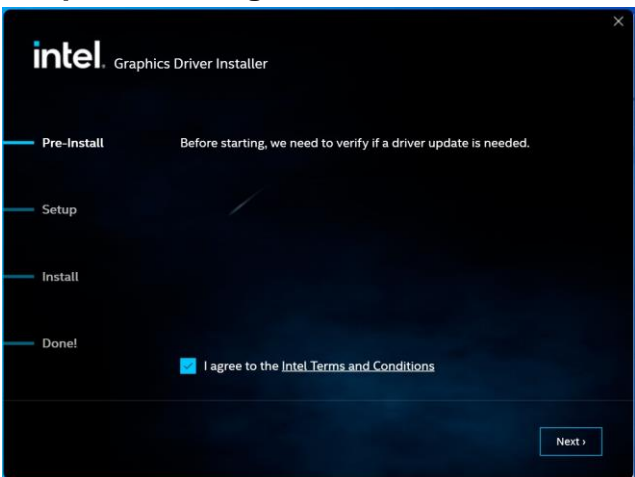 intel. Graphics Driver Installer
Pre-Install
Before starting, we need to verify if a driver update is needed.
Setup
Install
Done!
I agree to the Intel Terms and Conditions
Next ›